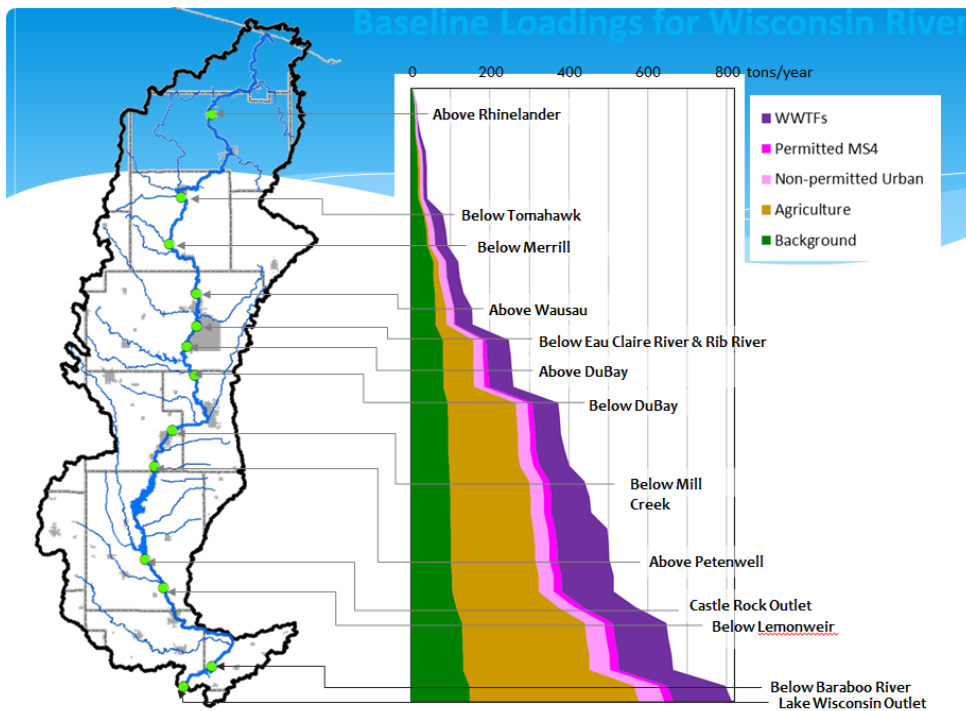 Baseline Loadings for Wisconsin River
0 200 400 600 800 tons/year
Above Rhinelander
WWTFs
Permitted MS4
Non-permitted Urban
Agriculture
Background
Below Tomahawk
Below Merrill
Above Wausau
Below Eau Claire River & Rib River
Above DuBay
Below DuBay
Below Mill
Creek
Above Petenwell
Castle Rock Outlet
Below Lemonweir
Below Baraboo River
Lake Wisconsin Outlet